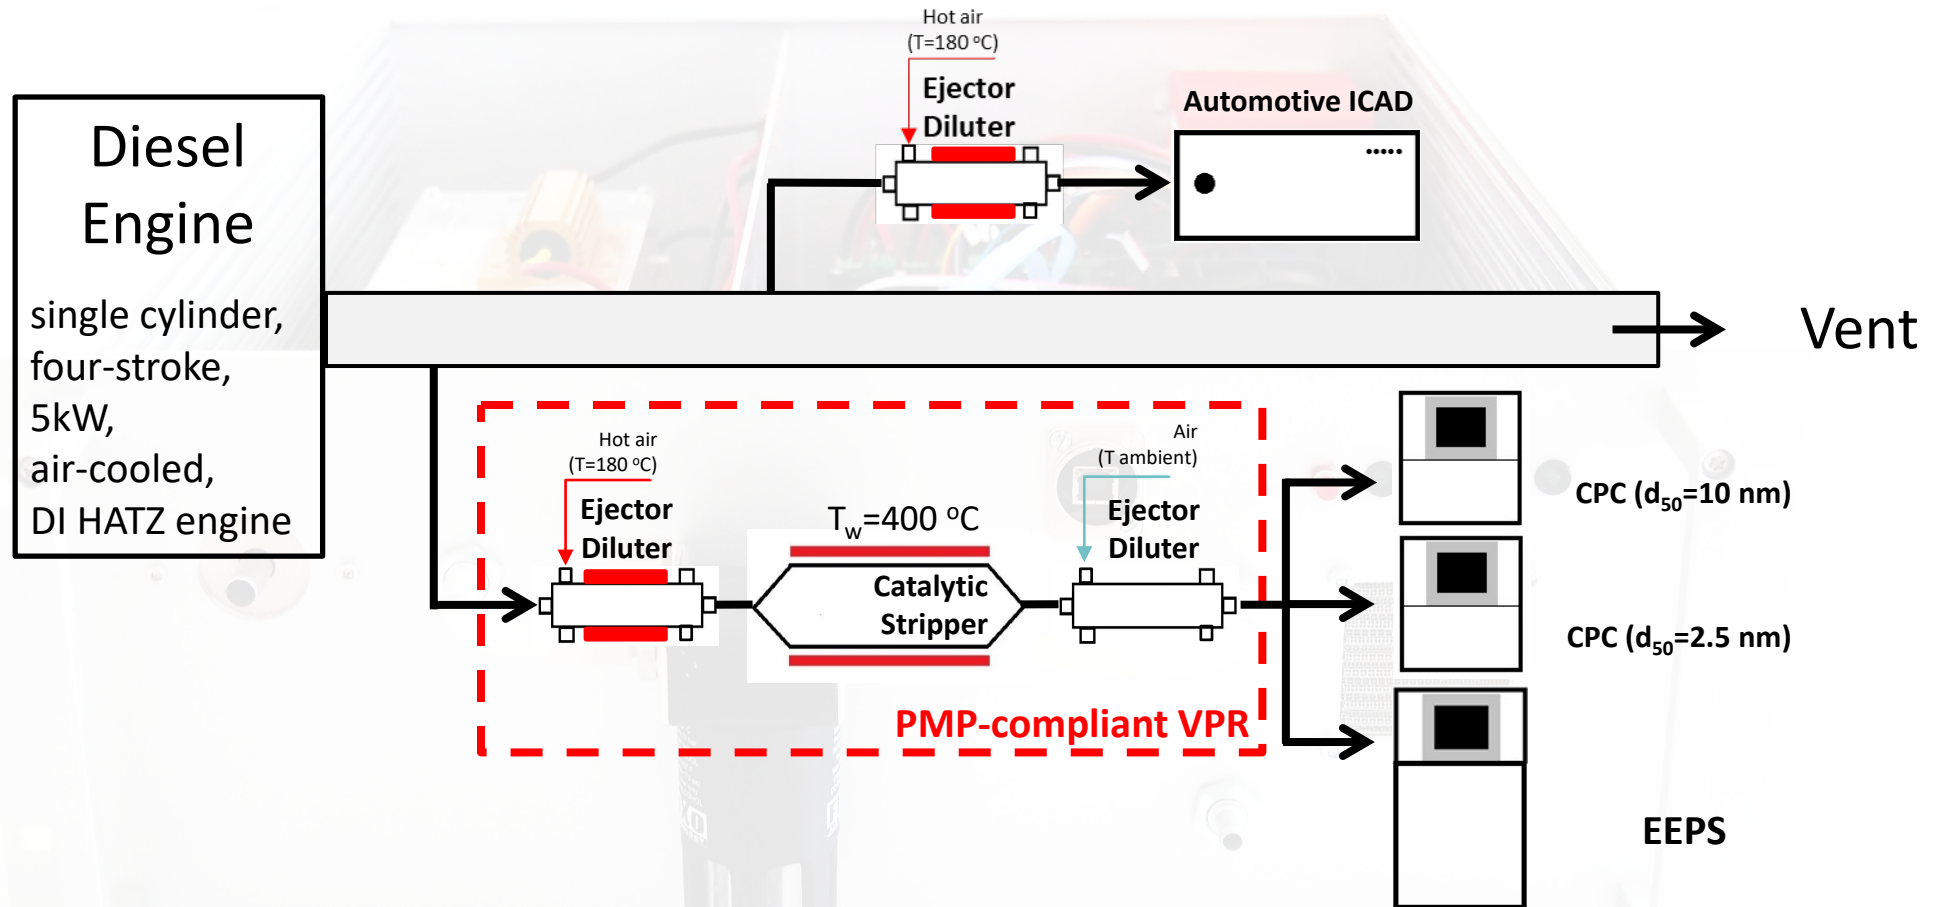 Hot air
(T=180 °C)
Ejector
Diluter
Automotive ICAD
Diesel
Engine
single cylinder,
four-stroke,
5kW,
air-cooled,
DI HATZ engine
Vent
Hot air
(T=180 °C)
Ejector
Diluter
T_w=400 °C
Catalytic
Stripper
Air
(T ambient)
Ejector
Diluter
PMP-compliant VPR
CPC (d₅₀=10 nm)
CPC (d₅₀=2.5 nm)
EEPS